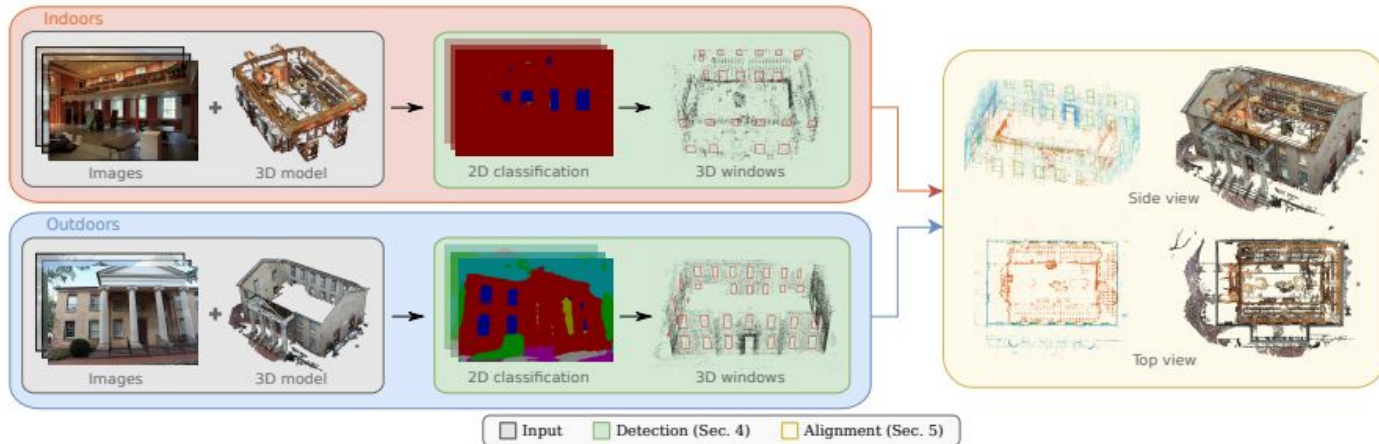 Indoors
Images
+
3D model
2D classification
3D windows
Outdoors
Images
+
3D model
2D classification
3D windows
Side view
Top view
Input
Detection (Sec. 4)
Alignment (Sec. 5)